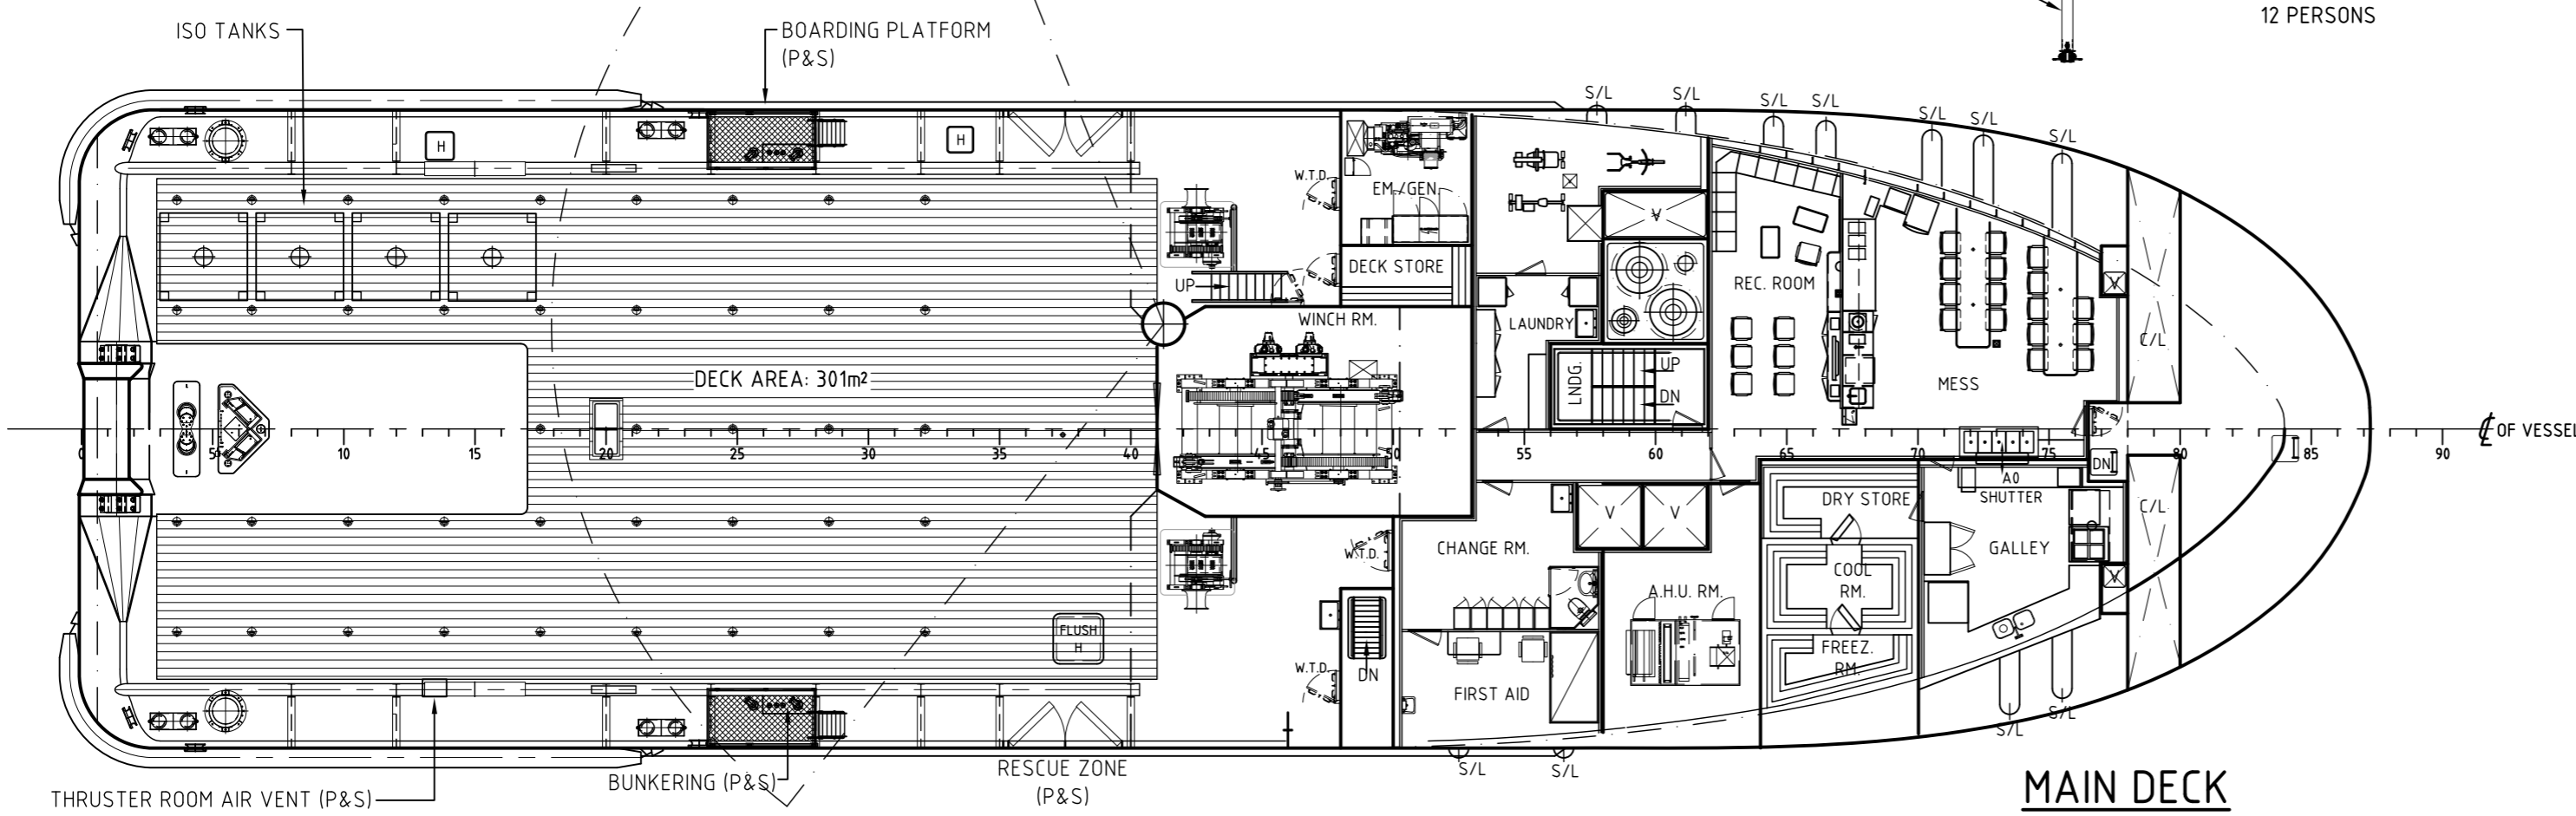 12 PERSONS
ISO TANKS
BOARDING PLATFORM
(P&S)
S/L
S/L
S/L
S/L
S/L
S/L
S/L
H
H
W.T.D.
EM./GEN.
V
DECK STORE
UP
REC. ROOM
V
WINCH RM.
LAUNDRY
C/L
LNDG.
UP
DN
MESS
DECK AREA: 301m²
℄ OF VESSEL
0
5
10
15
20
25
30
35
40
45
50
55
60
65
70
75
80
85
90
DN
A0
SHUTTER
DRY STORE
C/L
V
V
W.T.D.
CHANGE RM.
GALLEY
COOL
RM.
V
A.H.U. RM.
FLUSH
H
FREEZ.
RM.
W.T.D.
DN
FIRST AID
S/L
S/L
S/L
S/L
RESCUE ZONE
(P&S)
BUNKERING (P&S)
THRUSTER ROOM AIR VENT (P&S)
MAIN DECK